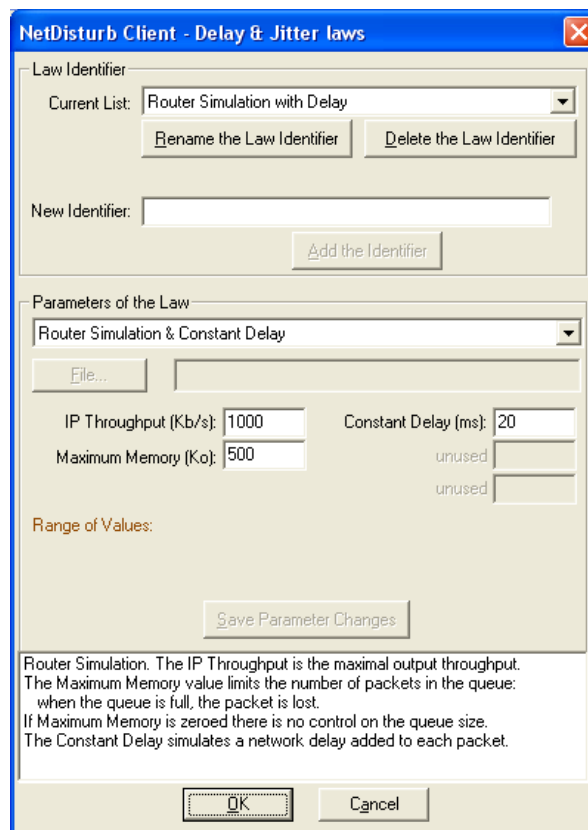 NetDisturb Client - Delay & Jitter laws
Law Identifier
Current List: Router Simulation with Delay
Rename the Law Identifier Delete the Law Identifier
New Identifier:
Add the Identifier
Parameters of the Law
Router Simulation & Constant Delay
File...
IP Throughput (Kb/s): 1000 Constant Delay (ms): 20
Maximum Memory (Ko): 500 unused
unused
Range of Values:
Save Parameter Changes
Router Simulation. The IP Throughput is the maximal output throughput.
The Maximum Memory value limits the number of packets in the queue:
when the queue is full, the packet is lost.
If Maximum Memory is zeroed there is no control on the queue size.
The Constant Delay simulates a network delay added to each packet.
OK Cancel